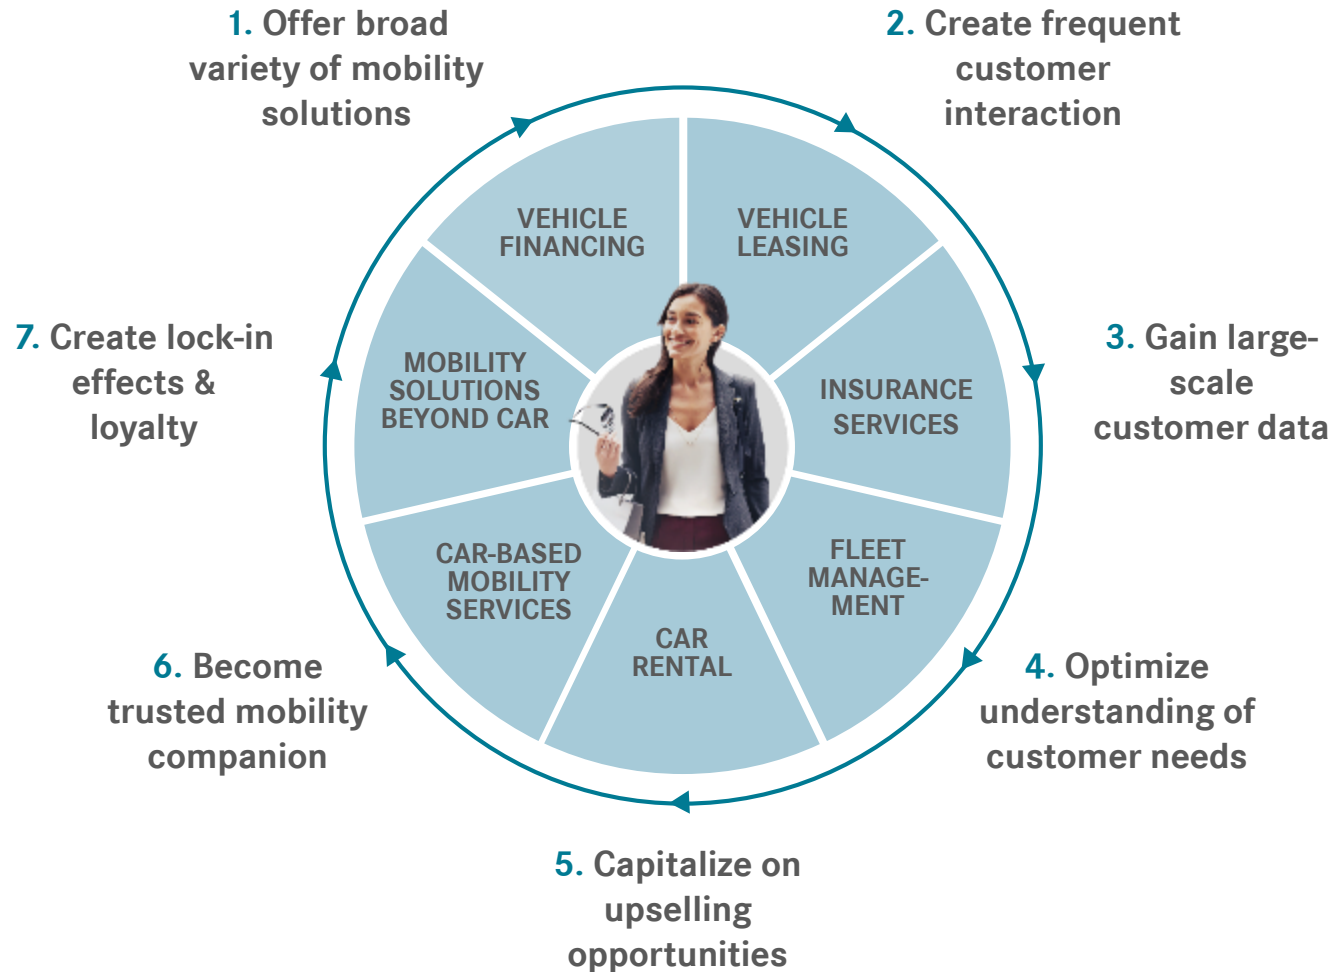 1. Offer broad
variety of mobility
solutions
2. Create frequent
customer
interaction
3. Gain large-
scale
customer data
4. Optimize
understanding of
customer needs
5. Capitalize on
upselling
opportunities
6. Become
trusted mobility
companion
7. Create lock-in
effects &
loyalty
VEHICLE
FINANCING
VEHICLE
LEASING
INSURANCE
SERVICES
FLEET
MANAGE-
MENT
CAR
RENTAL
CAR-BASED
MOBILITY
SERVICES
MOBILITY
SOLUTIONS
BEYOND CAR